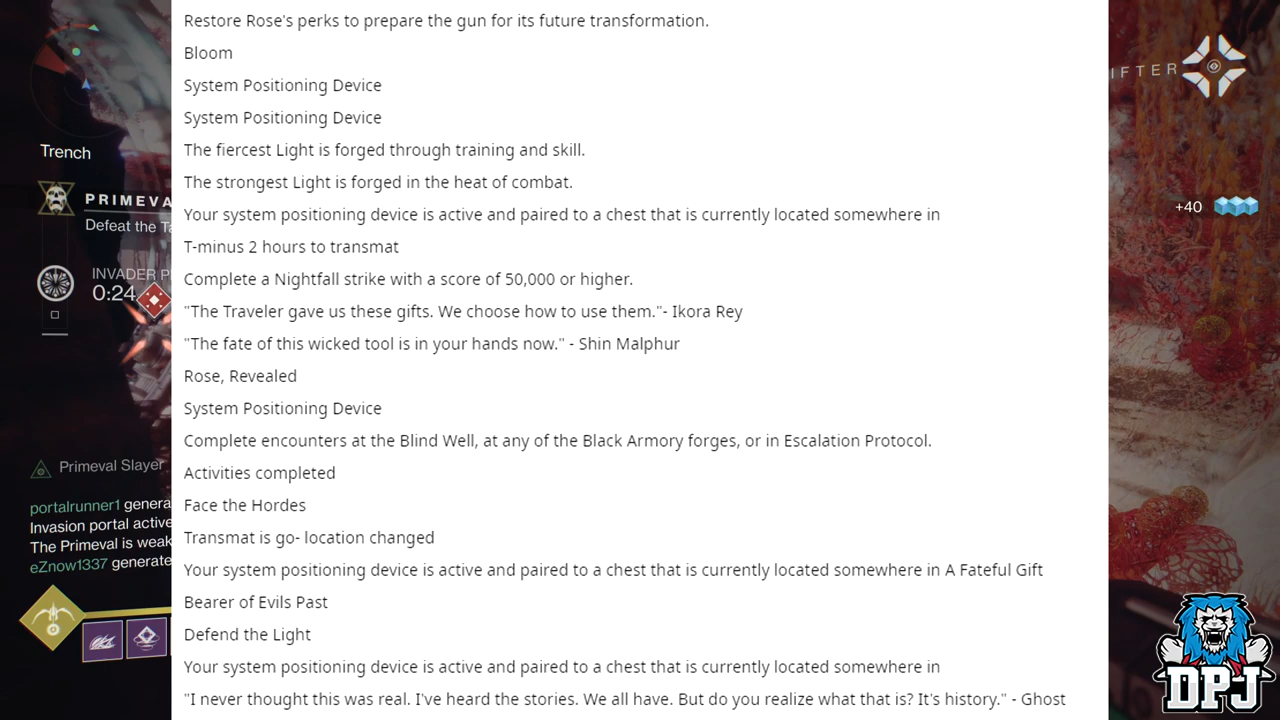 Restore Rose's perks to prepare the gun for its future transformation.
Bloom
System Positioning Device
System Positioning Device
The fiercest Light is forged through training and skill.
The strongest Light is forged in the heat of combat.
Your system positioning device is active and paired to a chest that is currently located somewhere in
T-minus 2 hours to transmat
Complete a Nightfall strike with a score of 50,000 or higher.
"The Traveler gave us these gifts. We choose how to use them."- Ikora Rey
"The fate of this wicked tool is in your hands now." - Shin Malphur
Rose, Revealed
System Positioning Device
Complete encounters at the Blind Well, at any of the Black Armory forges, or in Escalation Protocol.
Activities completed
Face the Hordes
Transmat is go- location changed
Your system positioning device is active and paired to a chest that is currently located somewhere in A Fateful Gift
Bearer of Evils Past
Defend the Light
Your system positioning device is active and paired to a chest that is currently located somewhere in
"I never thought this was real. I've heard the stories. We all have. But do you realize what that is? It's history." - Ghost
Trench
PRIMEVA
Defeat the Ta
INVADER P
0:24
Primeval Slayer
portalrunner1 genera
Invasion portal active
The Primeval is weak
eZnow1337 generate
IFTER
+40
DPJ